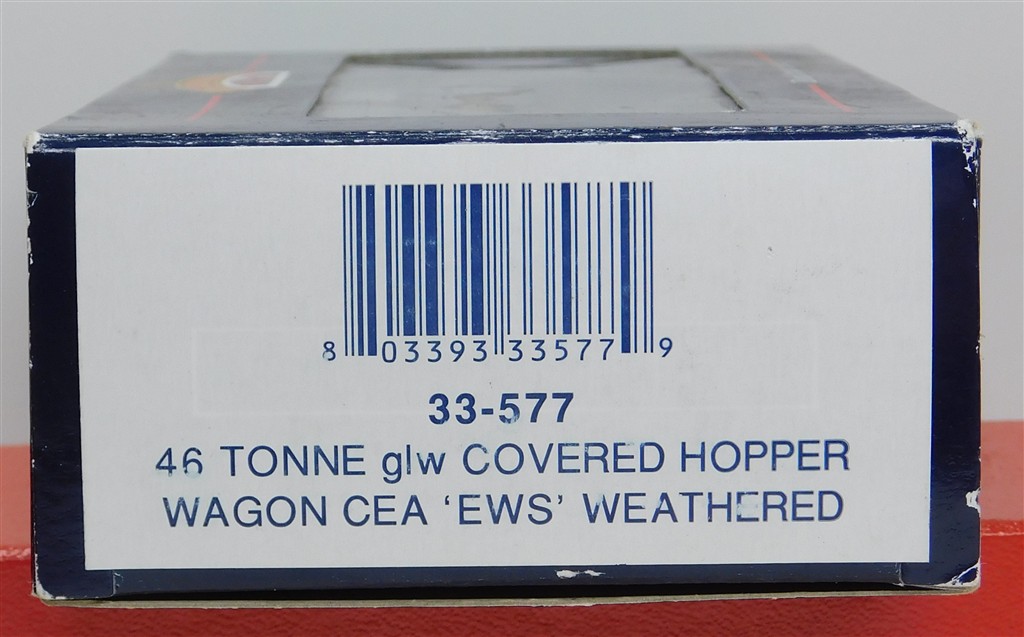 8 03393 33577 9
33-577
46 TONNE glw COVERED HOPPER
WAGON CEA ‘EWS’ WEATHERED